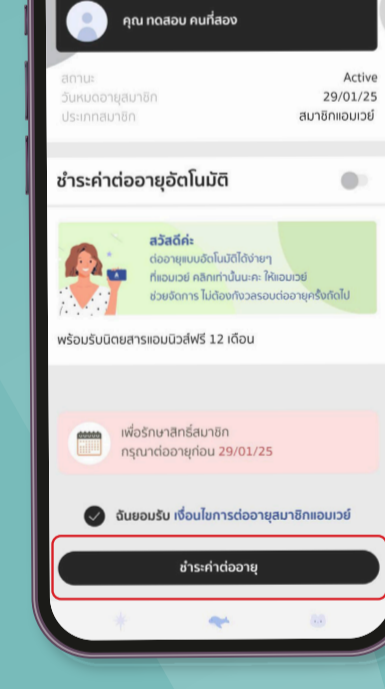 คุณ ทดสอบ คนที่สอง
สถานะ Active
วันหมดอายุสมาชิก 29/01/25
ประเภทสมาชิก สมาชิกแอมเวย์
ชำระค่าต่ออายุอัตโนมัติ
สวัสดีค่ะ
ต่ออายุแบบอัตโนมัติได้ง่ายๆ
ที่แอมเวย์ คลิกเท่านั้นนะคะ ให้แอมเวย์
ช่วยจัดการ ไม่ต้องกังวลรอบต่ออายุครั้งถัดไป
พร้อมรับนิตยสารแอมนิวส์ฟรี 12 เดือน
เพื่อรักษาสิทธิ์สมาชิก
กรุณาต่ออายุก่อน 29/01/25
ฉันยอมรับ เงื่อนไขการต่ออายุสมาชิกแอมเวย์
ชำระค่าต่ออายุ